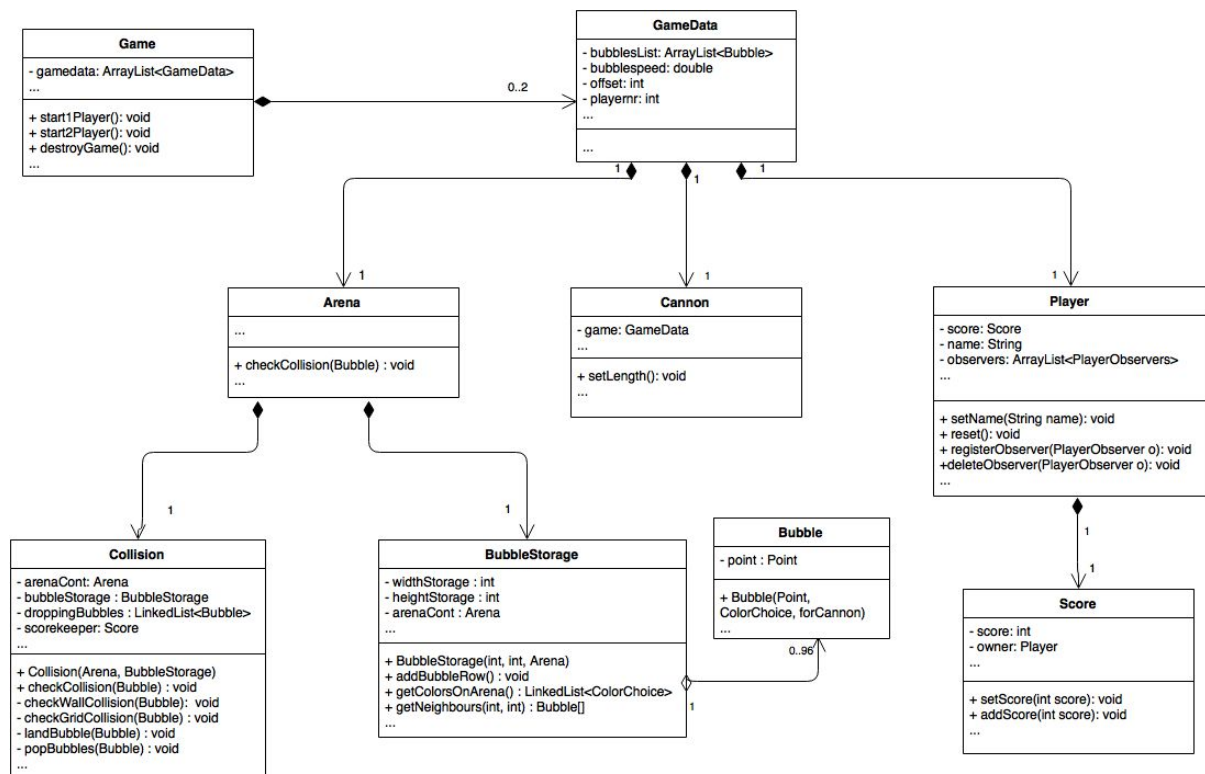 Game
- gamedata: ArrayList<GameData>
...
+ start1Player(): void
+ start2Player(): void
+ destroyGame(): void
...
0..2
GameData
- bubblesList: ArrayList<Bubble>
- bubblespeed: double
- offset: int
- playernr: int
...
...
1
1
1
1
1
1
Arena
...
+ checkCollision(Bubble) : void
...
Cannon
- game: GameData
...
+ setLength(): void
...
Player
- score: Score
- name: String
- observers: ArrayList<PlayerObservers>
...
+ setName(String name): void
+ reset(): void
+ registerObserver(PlayerObserver o): void
+deleteObserver(PlayerObserver o): void
...
1
1
1
1
Collision
- arenaCont: Arena
- bubbleStorage : BubbleStorage
- droppingBubbles : LinkedList<Bubble>
- scorekeeper: Score
...
+ Collision(Arena, BubbleStorage)
+ checkCollision(Bubble) : void
- checkWallCollision(Bubble): void
- checkGridCollision(Bubble) : void
- landBubble(Bubble) : void
- popBubbles(Bubble) : void
...
BubbleStorage
- widthStorage : int
- heightStorage : int
- arenaCont : Arena
...
+ BubbleStorage(int, int, Arena)
+ addBubbleRow() : void
+ getColorsOnArena() : LinkedList<ColorChoice>
+ getNeighbours(int, int) : Bubble[]
...
1
0..96
Bubble
- point : Point
+ Bubble(Point,
ColorChoice, forCannon)
...
Score
- score: int
- owner: Player
...
+ setScore(int score): void
+ addScore(int score): void
...